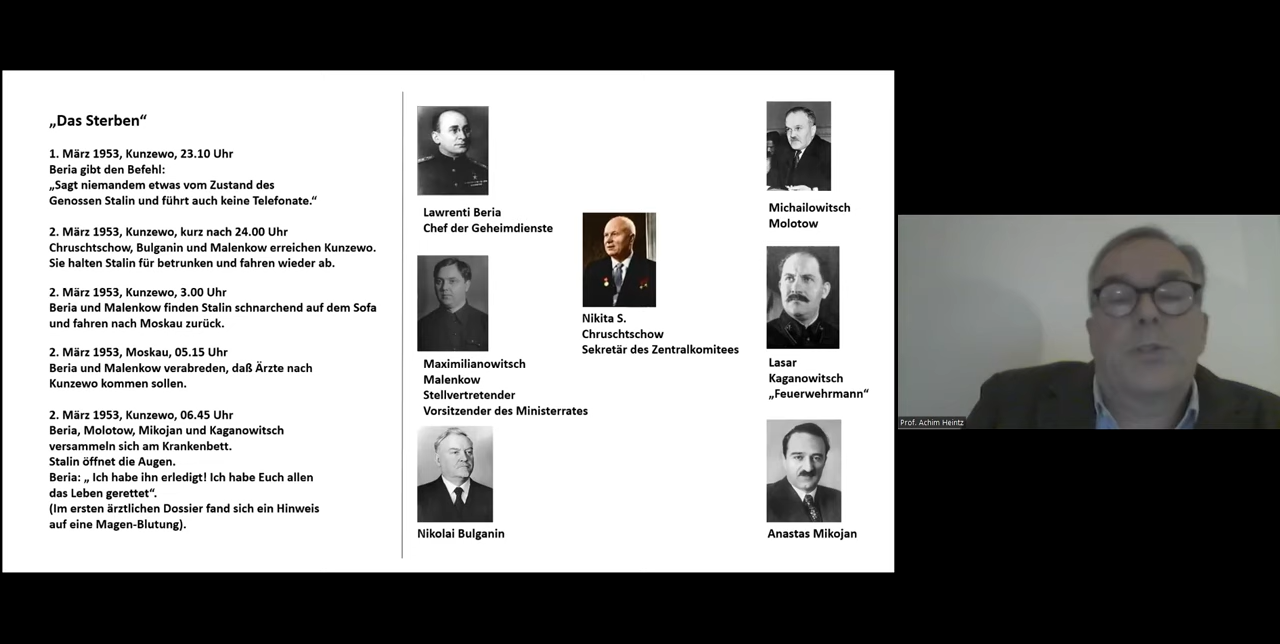 „Das Sterben“
1. März 1953, Kunzewo, 23.10 Uhr
Beria gibt den Befehl:
„Sagt niemandem etwas vom Zustand des
Genossen Stalin und führt auch keine Telefonate.“
2. März 1953, Kunzewo, kurz nach 24.00 Uhr
Chruschtschow, Bulganin und Malenkow erreichen Kunzewo.
Sie halten Stalin für betrunken und fahren wieder ab.
2. März 1953, Kunzewo, 3.00 Uhr
Beria und Malenkow finden Stalin schnarchend auf dem Sofa
und fahren nach Moskau zurück.
2. März 1953, Moskau, 05.15 Uhr
Beria und Malenkow verabreden, daß Ärzte nach
Kunzewo kommen sollen.
2. März 1953, Kunzewo, 06.45 Uhr
Beria, Molotow, Mikojan und Kaganowitsch
versammeln sich am Krankenbett.
Stalin öffnet die Augen.
Beria: „ Ich habe ihn erledigt! Ich habe Euch allen
das Leben gerettet“.
(Im ersten ärztlichen Dossier fand sich ein Hinweis
auf eine Magen-Blutung).
Lawrenti Beria
Chef der Geheimdienste
Maximilianowitsch
Malenkow
Stellvertretender
Vorsitzender des Ministerrates
Nikolai Bulganin
Nikita S.
Chruschtschow
Sekretär des Zentralkomitees
Michailowitsch
Molotow
Lasar
Kaganowitsch
„Feuerwehrmann“
Anastas Mikojan
Prof. Achim Heintz